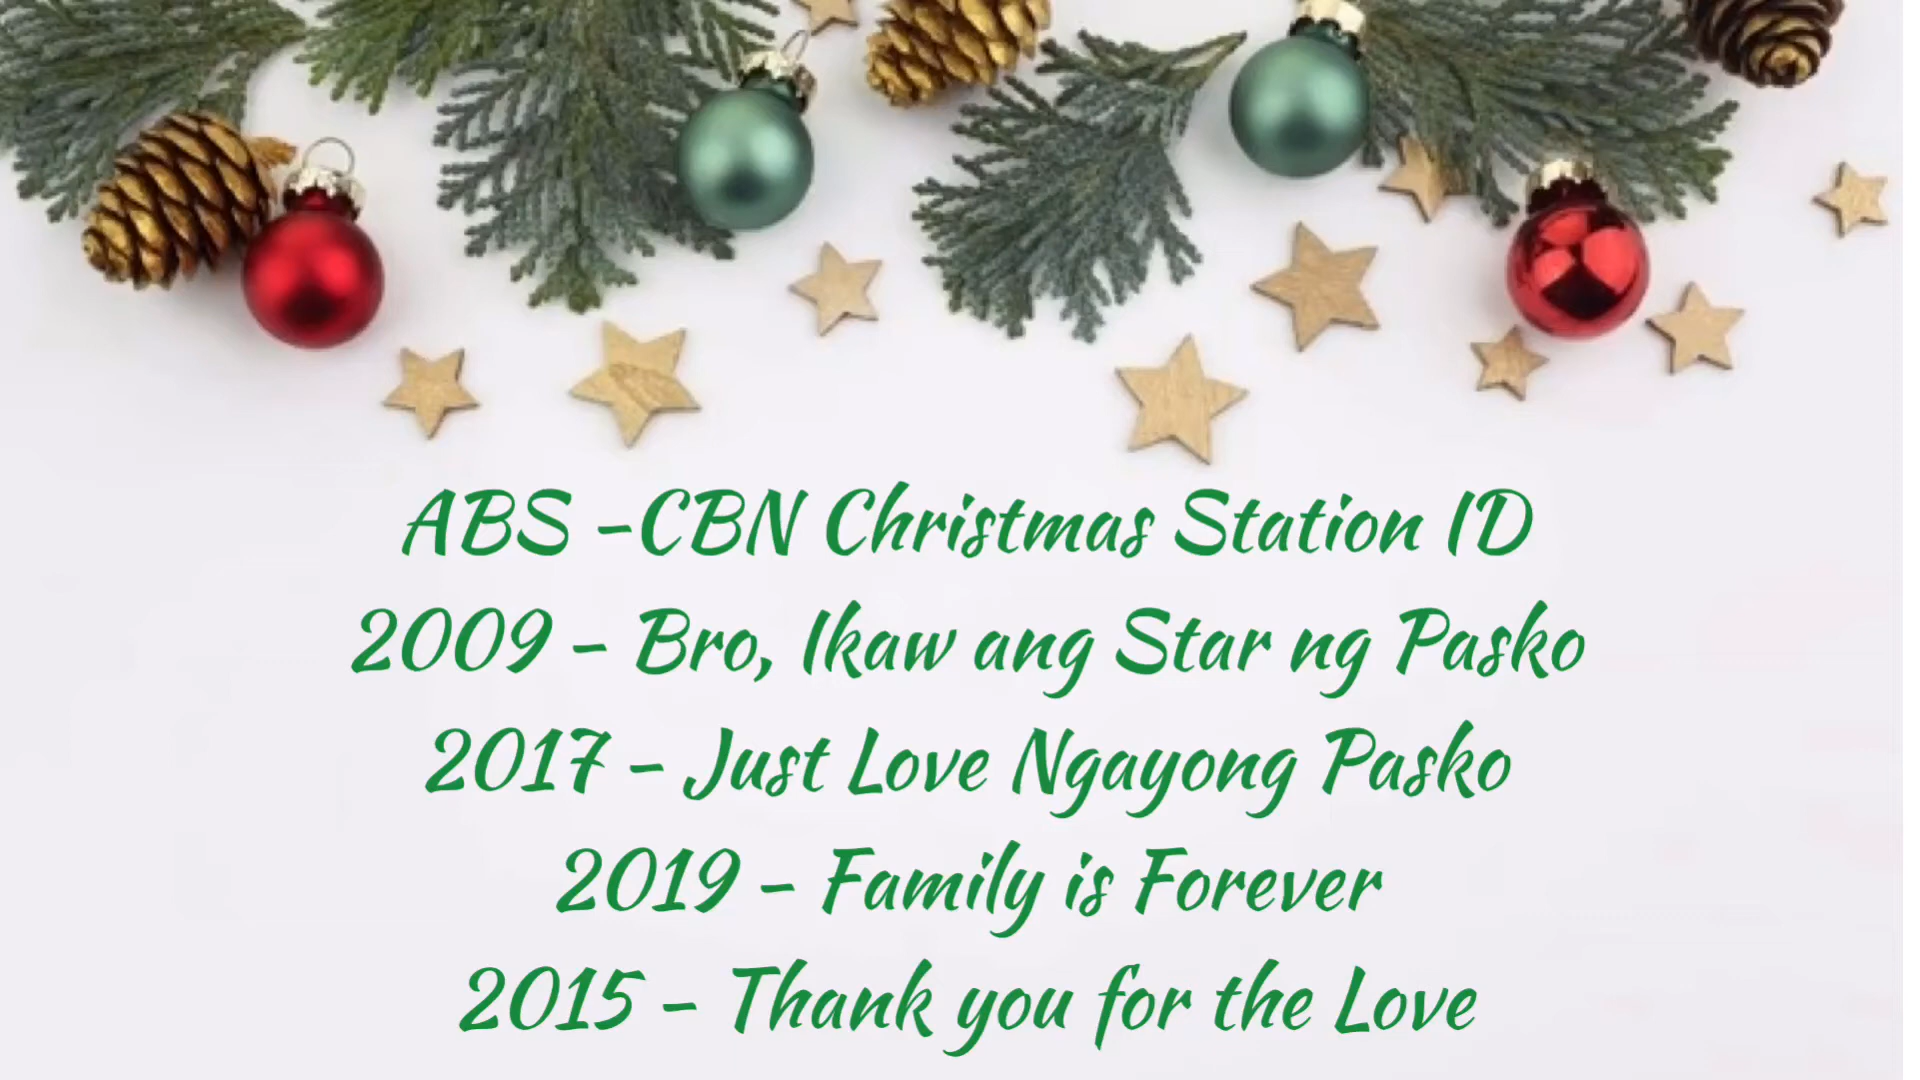 ABS -CBN Christmas Station ID
2009 - Bro, Ikaw ang Star ng Pasko
2017 - Just Love Ngayong Pasko
2019 - Family is Forever
2015 - Thank you for the Love